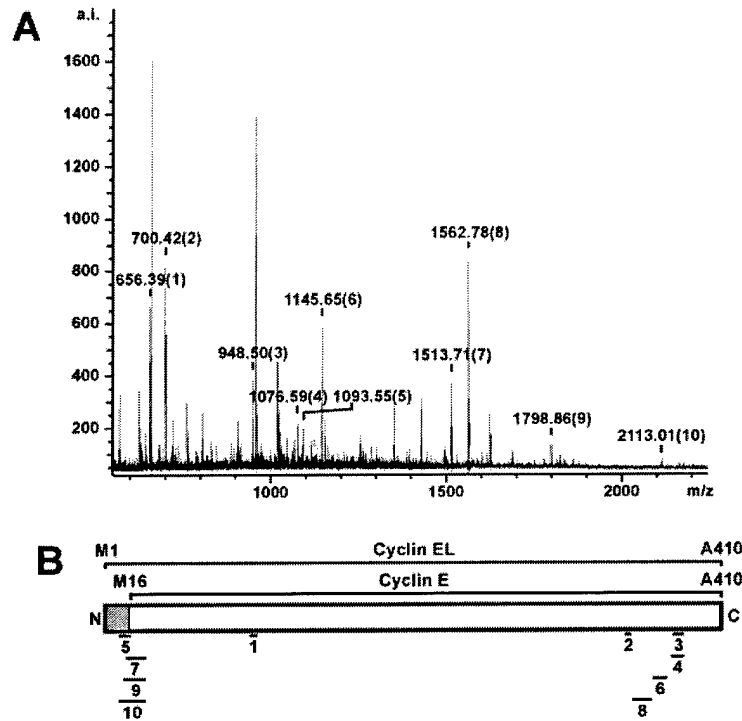 A
a.i.
1600
1400
1200
1000
800
600
400
200
656.39(1)
700.42(2)
948.50(3)
1076.59(4)
1093.55(5)
1145.65(6)
1513.71(7)
1562.78(8)
1798.86(9)
2113.01(10)
1000
1500
2000
m/z
B
M1
Cyclin EL
A410
M16
Cyclin E
A410
N
C
5
1
2
3
7
4
9
6
10
8